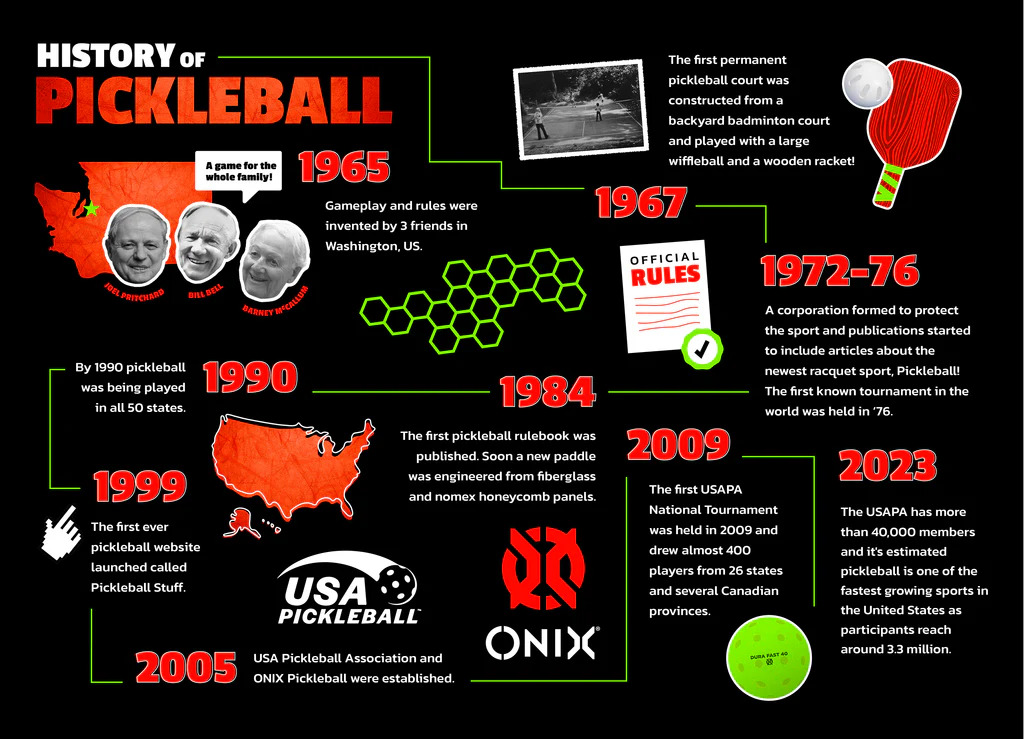 HISTORY OF
PICKLEBALL
A game for the
whole family!
JOEL PRITCHARD
BILL BELL
BARNEY McCALLUM
1965
Gameplay and rules were
invented by 3 friends in
Washington, US.
The first permanent
pickleball court was
constructed from a
backyard badminton court
and played with a large
wiffleball and a wooden racket!
1967
OFFICIAL
RULES
1972-76
A corporation formed to protect
the sport and publications started
to include articles about the
newest racquet sport, Pickleball!
The first known tournament in the
world was held in ’76.
1984
The first pickleball rulebook was
published. Soon a new paddle
was engineered from fiberglass
and nomex honeycomb panels.
By 1990 pickleball
was being played
in all 50 states.
1990
1999
The first ever
pickleball website
launched called
Pickleball Stuff.
USA
PICKLEBALL™
ONIX®
2005
USA Pickleball Association and
ONIX Pickleball were established.
2009
The first USAPA
National Tournament
was held in 2009 and
drew almost 400
players from 26 states
and several Canadian
provinces.
DURA FAST 40
2023
The USAPA has more
than 40,000 members
and it's estimated
pickleball is one of the
fastest growing sports in
the United States as
participants reach
around 3.3 million.